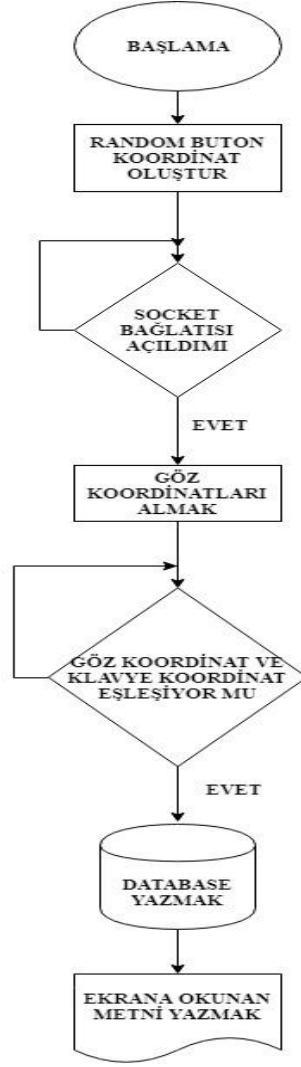 BAŞLAMA
RANDOM BUTON
KOORDİNAT
OLUŞTUR
SOCKET
BAĞLATISI
AÇILDIMI
EVET
GÖZ
KOORDİNATLARI
ALMAK
GÖZ KOORDİNAT VE
KLAVYE KOORDİNAT
EŞLEŞİYOR MU
EVET
DATABASE
YAZMAK
EKRANA OKUNAN
METNİ YAZMAK